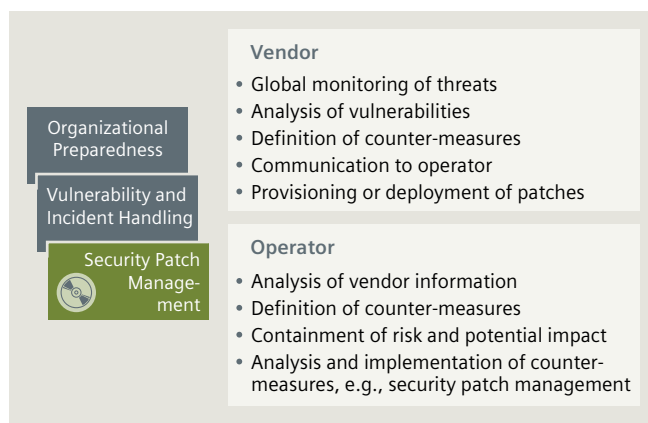 Organizational
Preparedness
Vulnerability and
Incident Handling
Security Patch
Manage-
ment
Vendor
• Global monitoring of threats
• Analysis of vulnerabilities
• Definition of counter-measures
• Communication to operator
• Provisioning or deployment of patches
Operator
• Analysis of vendor information
• Definition of counter-measures
• Containment of risk and potential impact
• Analysis and implementation of counter-
measures, e.g., security patch management